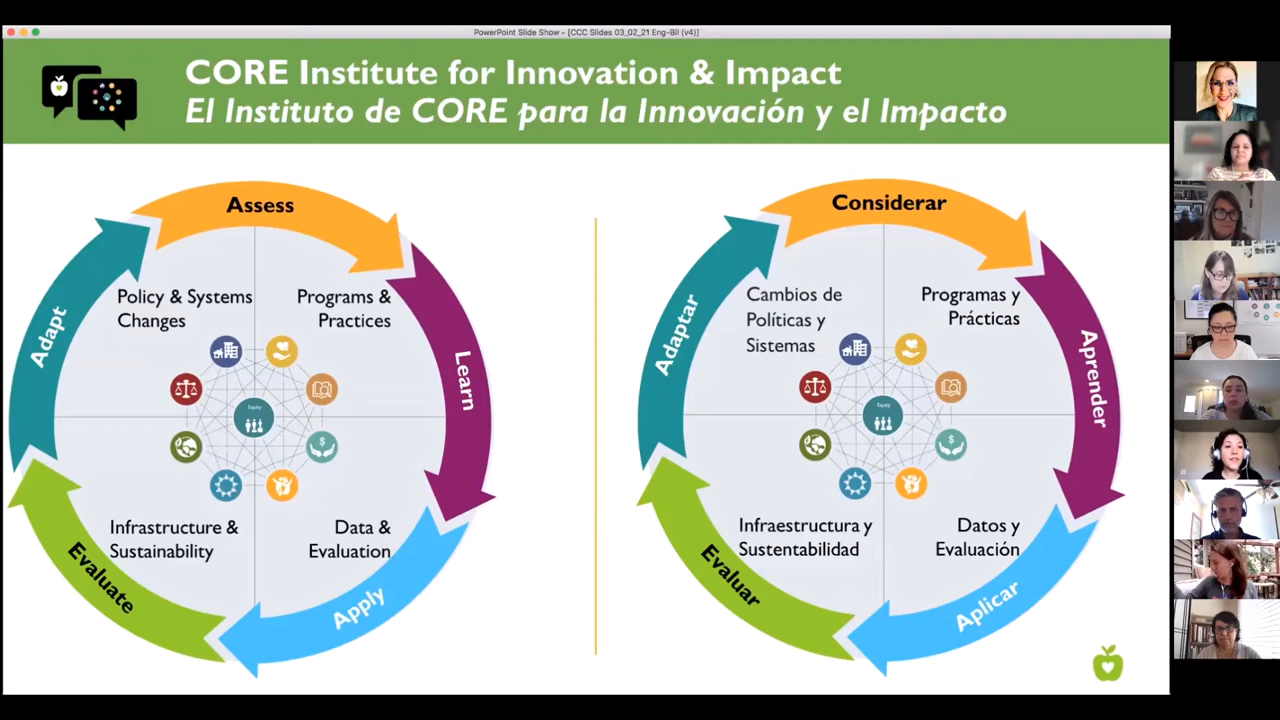 PowerPoint Slide Show - [CCC Slides 03_02_21 Eng-Bil (v4)]
CORE Institute for Innovation & Impact
El Instituto de CORE para la Innovación y el Impacto
Assess
Learn
Apply
Evaluate
Adapt
Policy & Systems
Changes
Programs &
Practices
Equity
$
Infrastructure &
Sustainability
Data &
Evaluation
Considerar
Aprender
Aplicar
Evaluar
Adaptar
Cambios de
Políticas y
Sistemas
Programas y
Prácticas
Equity
$
Infraestructura y
Sustentabilidad
Datos y
Evaluación